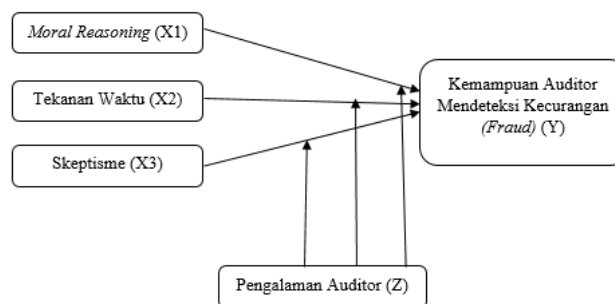 Moral Reasoning (X1)
Tekanan Waktu (X2)
Skeptisme (X3)
Kemampuan Auditor
Mendeteksi Kecurangan
(Fraud) (Y)
Pengalaman Auditor (Z)